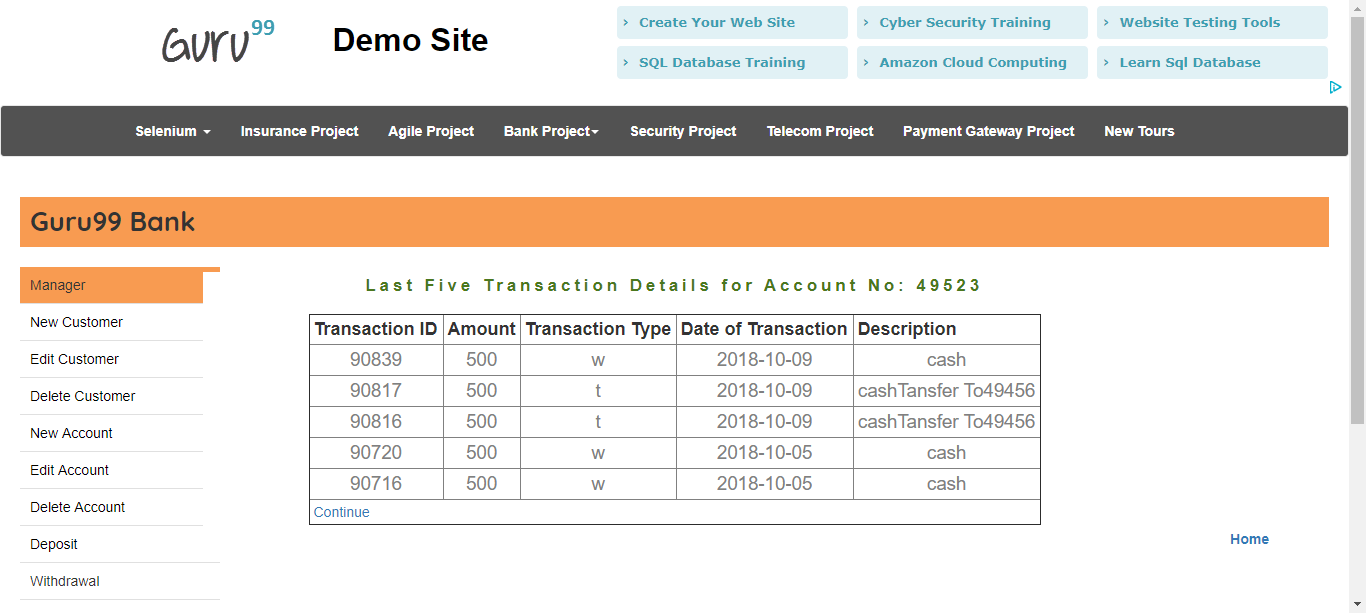 Guru99 Demo Site
› Create Your Web Site › Cyber Security Training › Website Testing Tools
› SQL Database Training › Amazon Cloud Computing › Learn Sql Database
Selenium Insurance Project Agile Project Bank Project Security Project Telecom Project Payment Gateway Project New Tours
Guru99 Bank
Manager
New Customer
Edit Customer
Delete Customer
New Account
Edit Account
Delete Account
Deposit
Withdrawal
Last Five Transaction Details for Account No: 49523
Transaction ID Amount Transaction Type Date of Transaction Description
90839 500 w 2018-10-09 cash
90817 500 t 2018-10-09 cashTansfer To49456
90816 500 t 2018-10-09 cashTansfer To49456
90720 500 w 2018-10-05 cash
90716 500 w 2018-10-05 cash
Continue
Home